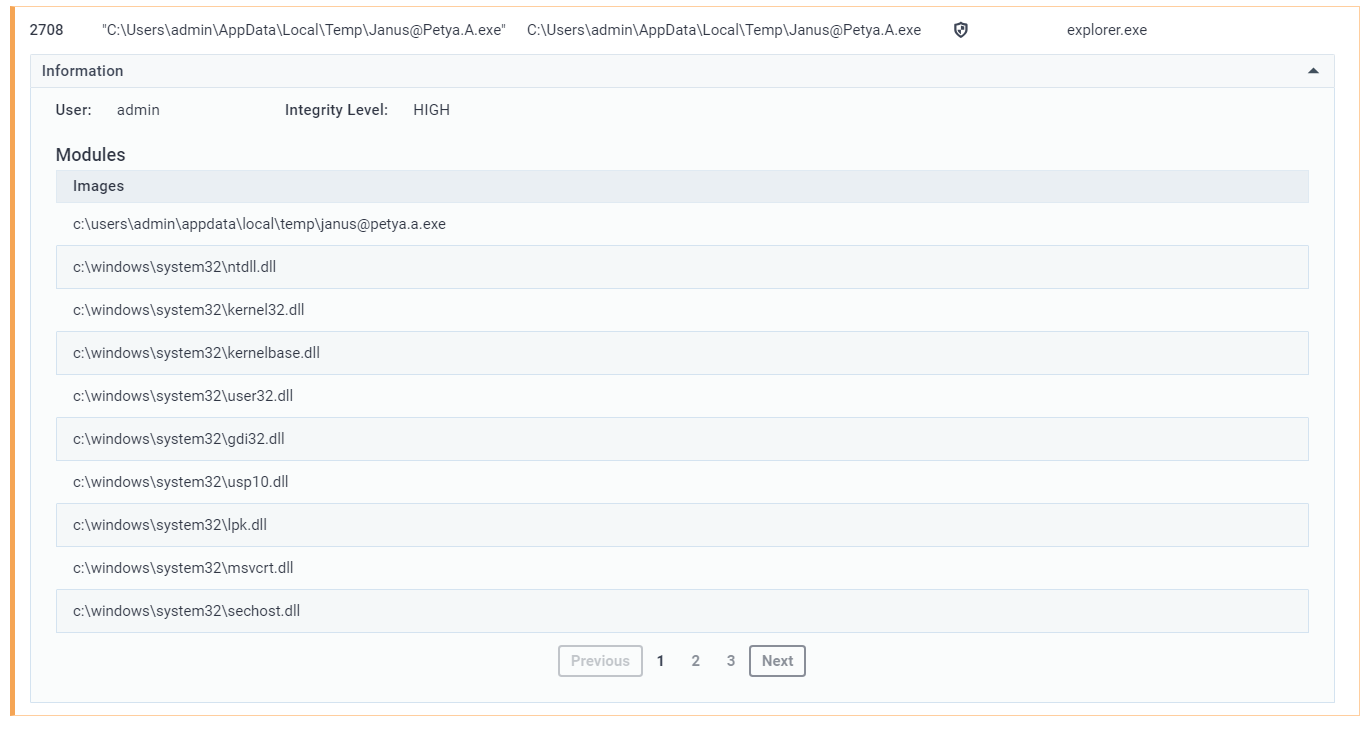 2708 "C:\Users\admin\AppData\Local\Temp\Janus@Petya.A.exe" C:\Users\admin\AppData\Local\Temp\Janus@Petya.A.exe explorer.exe
Information
User: admin Integrity Level: HIGH
Modules
Images
c:\users\admin\appdata\local\temp\janus@petya.a.exe
c:\windows\system32\ntdll.dll
c:\windows\system32\kernel32.dll
c:\windows\system32\kernelbase.dll
c:\windows\system32\user32.dll
c:\windows\system32\gdi32.dll
c:\windows\system32\usp10.dll
c:\windows\system32\lpk.dll
c:\windows\system32\msvcrt.dll
c:\windows\system32\sechost.dll
Previous 1 2 3 Next